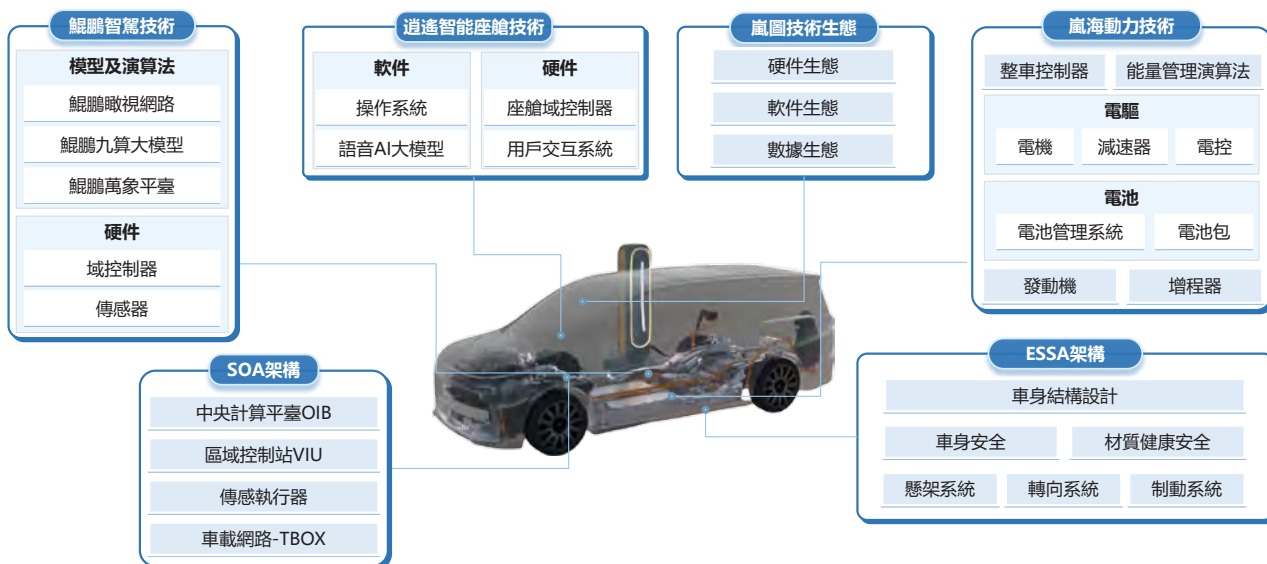 鯤鵬智駕技術
模型及演算法
鯤鵬瞰視網路
鯤鵬九算大模型
鯤鵬萬象平臺
硬件
域控制器
傳感器
逍遙智能座艙技術
軟件
操作系統
語音AI大模型
硬件
座艙域控制器
用戶交互系統
嵐圖技術生態
硬件生態
軟件生態
數據生態
嵐海動力技術
整車控制器 能量管理演算法
電驅
電機 減速器 電控
電池
電池管理系統 電池包
發動機 增程器
SOA架構
中央計算平臺OIB
區域控制站VIU
傳感執行器
車載網路-TBOX
ESSA架構
車身結構設計
車身安全 材質健康安全
懸架系統 轉向系統 制動系統